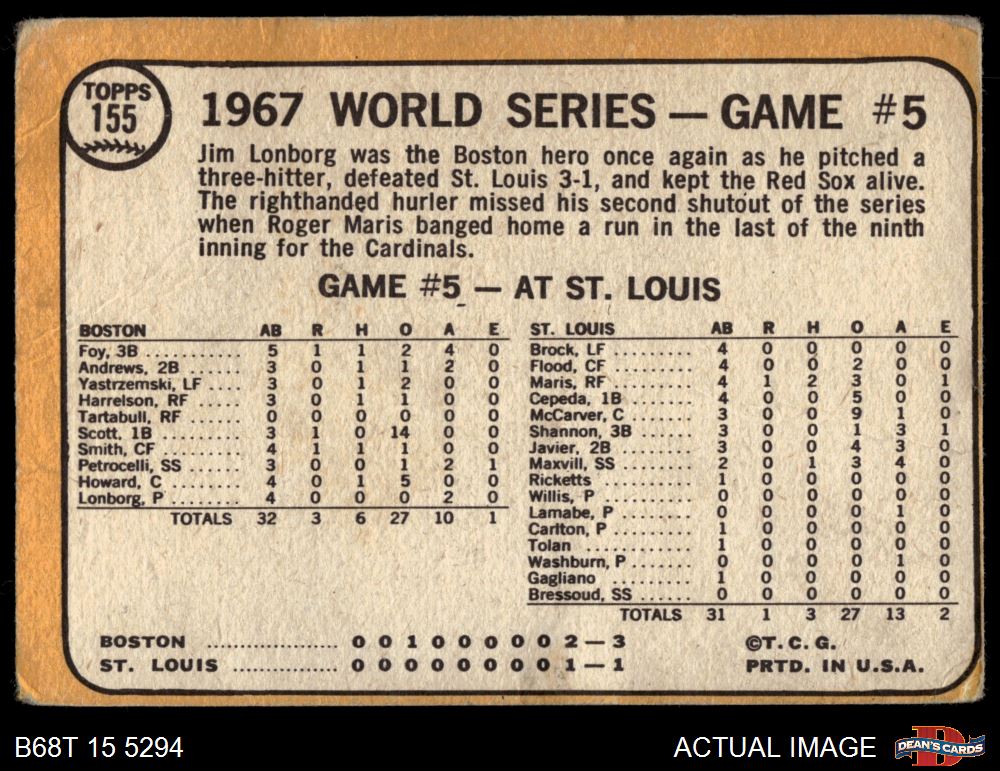 TOPPS
155
1967 WORLD SERIES — GAME #5
Jim Lonborg was the Boston hero once again as he pitched a
three-hitter, defeated St. Louis 3-1, and kept the Red Sox alive.
The righthanded hurler missed his second shutout of the series
when Roger Maris banged home a run in the last of the ninth
inning for the Cardinals.
GAME #5 — AT ST. LOUIS
BOSTON AB R H O A E
Foy, 3B .......... 5 1 1 2 4 0
Andrews, 2B ....... 3 0 1 1 2 0
Yastrzemski, LF .... 3 0 1 2 0 0
Harrelson, RF ..... 3 0 1 1 0 0
Tartabull, RF ..... 0 0 0 0 0 0
Scott, 1B ......... 3 1 0 14 0 0
Smith, CF ......... 4 1 1 1 0 0
Petrocelli, SS ...... 3 0 0 1 2 1
Howard, C ........ 4 0 1 5 0 0
Lonborg, P ........ 4 0 0 0 2 0
TOTALS 32 3 6 27 10 1
ST. LOUIS AB R H O A E
Brock, LF ......... 4 0 0 0 0 0
Flood, CF ......... 4 0 0 2 0 0
Maris, RF ......... 4 1 2 3 0 1
Cepeda, 1B ........ 4 0 0 5 0 0
McCarver, C ....... 3 0 0 9 1 0
Shannon, 3B ....... 3 0 0 1 3 1
Javier, 2B ......... 3 0 0 4 3 0
Maxvill, SS ........ 2 0 1 3 4 0
Ricketts .......... 1 0 0 0 0 0
Willis, P .......... 0 0 0 0 0 0
Lamabe, P ........ 0 0 0 0 1 0
Carlton, P ........ 1 0 0 0 0 0
Tolan ............ 1 0 0 0 0 0
Washburn, P ....... 0 0 0 0 1 0
Gagliano ......... 1 0 0 0 0 0
Bressoud, SS ...... 0 0 0 0 0 0
TOTALS 31 1 3 27 13 2
BOSTON .................... 0 0 1 0 0 0 0 0 2 — 3
ST. LOUIS ................ 0 0 0 0 0 0 0 0 1 — 1
©T.C.G.
PRTD. IN U.S.A.
B68T 15 5294
ACTUAL IMAGE
D
DEAN'S CARDS